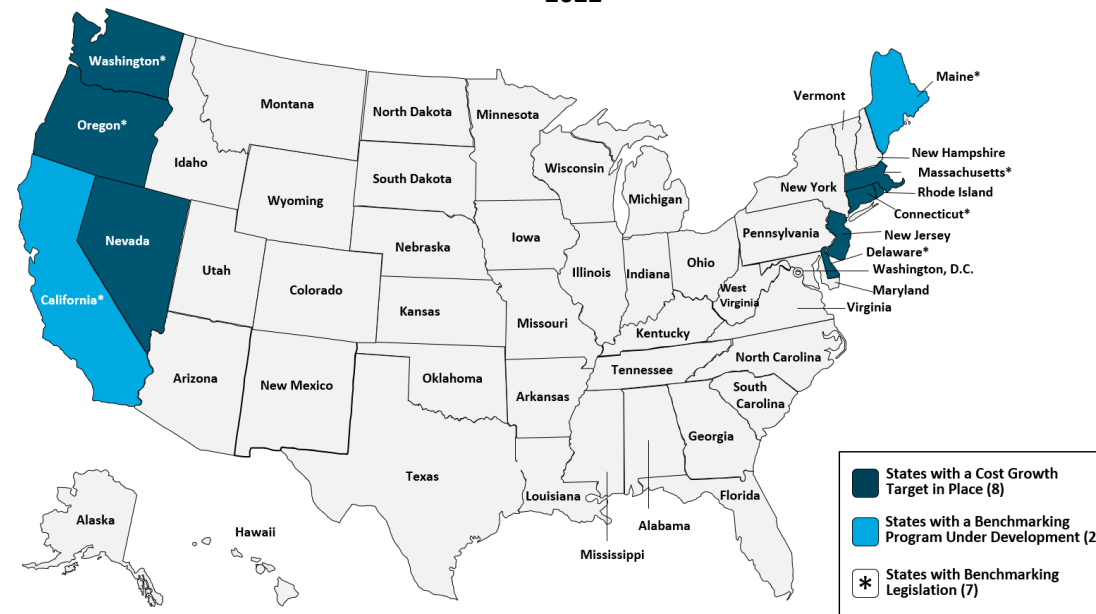 Washington*
Oregon*
California*
Nevada
Idaho
Montana
Wyoming
Utah
Colorado
Arizona
New Mexico
North Dakota
South Dakota
Nebraska
Kansas
Oklahoma
Texas
Minnesota
Iowa
Missouri
Arkansas
Louisiana
Wisconsin
Illinois
Michigan
Indiana
Ohio
Kentucky
Tennessee
Mississippi
Alabama
Georgia
Florida
South
Carolina
North Carolina
Virginia
West
Virginia
Maryland
Washington, D.C.
Delaware*
New Jersey
Pennsylvania
New York
Connecticut*
Rhode Island
Massachusetts*
New Hampshire
Vermont
Maine*
Alaska
Hawaii
States with a Cost Growth
Target in Place (8)
States with a Benchmarking
Program Under Development (2
* States with Benchmarking
Legislation (7)